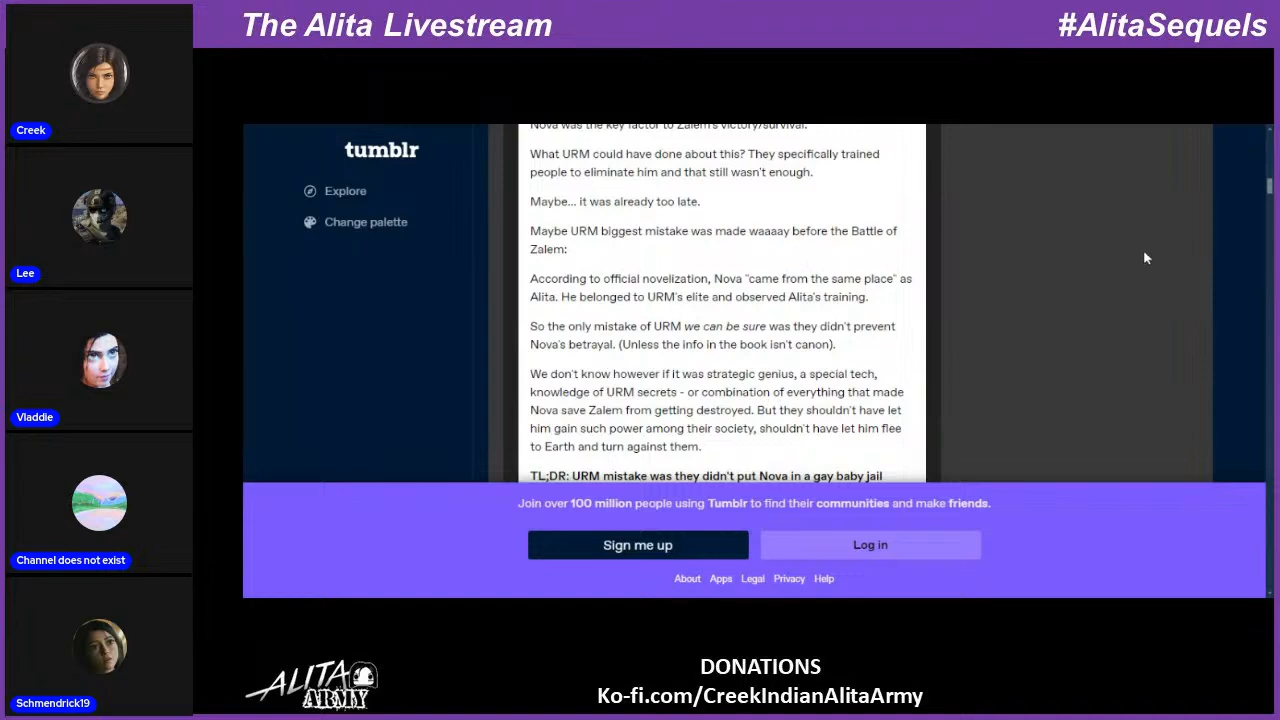 The Alita Livestream
#AlitaSequels
Creek
Lee
Vladdie
Channel does not exist
Schmendrick19
tumblr
Explore
Change palette
Nova was the key factor to Zalem's victory/survival.
What URM could have done about this? They specifically trained
people to eliminate him and that still wasn't enough.
Maybe... it was already too late.
Maybe URM biggest mistake was made waaaay before the Battle of
Zalem:
According to official novelization, Nova "came from the same place" as
Alita. He belonged to URM's elite and observed Alita's training.
So the only mistake of URM we can be sure was they didn't prevent
Nova's betrayal. (Unless the info in the book isn't canon).
We don't know however if it was strategic genius, a special tech,
knowledge of URM secrets - or combination of everything that made
Nova save Zalem from getting destroyed. But they shouldn't have let
him gain such power among their society, shouldn't have let him flee
to Earth and turn against them.
TL;DR: URM mistake was they didn't put Nova in a gay baby jail
Join over 100 million people using Tumblr to find their communities and make friends.
Sign me up
Log in
About Apps Legal Privacy Help
ALITA
ARMY
DONATIONS
Ko-fi.com/CreekIndianAlitaArmy